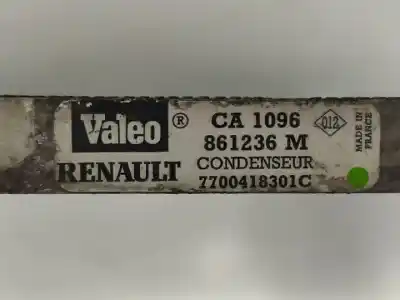 Valeo ® CA 1096 012
861236 M
RENAULT CONDENSEUR
7700418301C
MADE IN
FRANCE